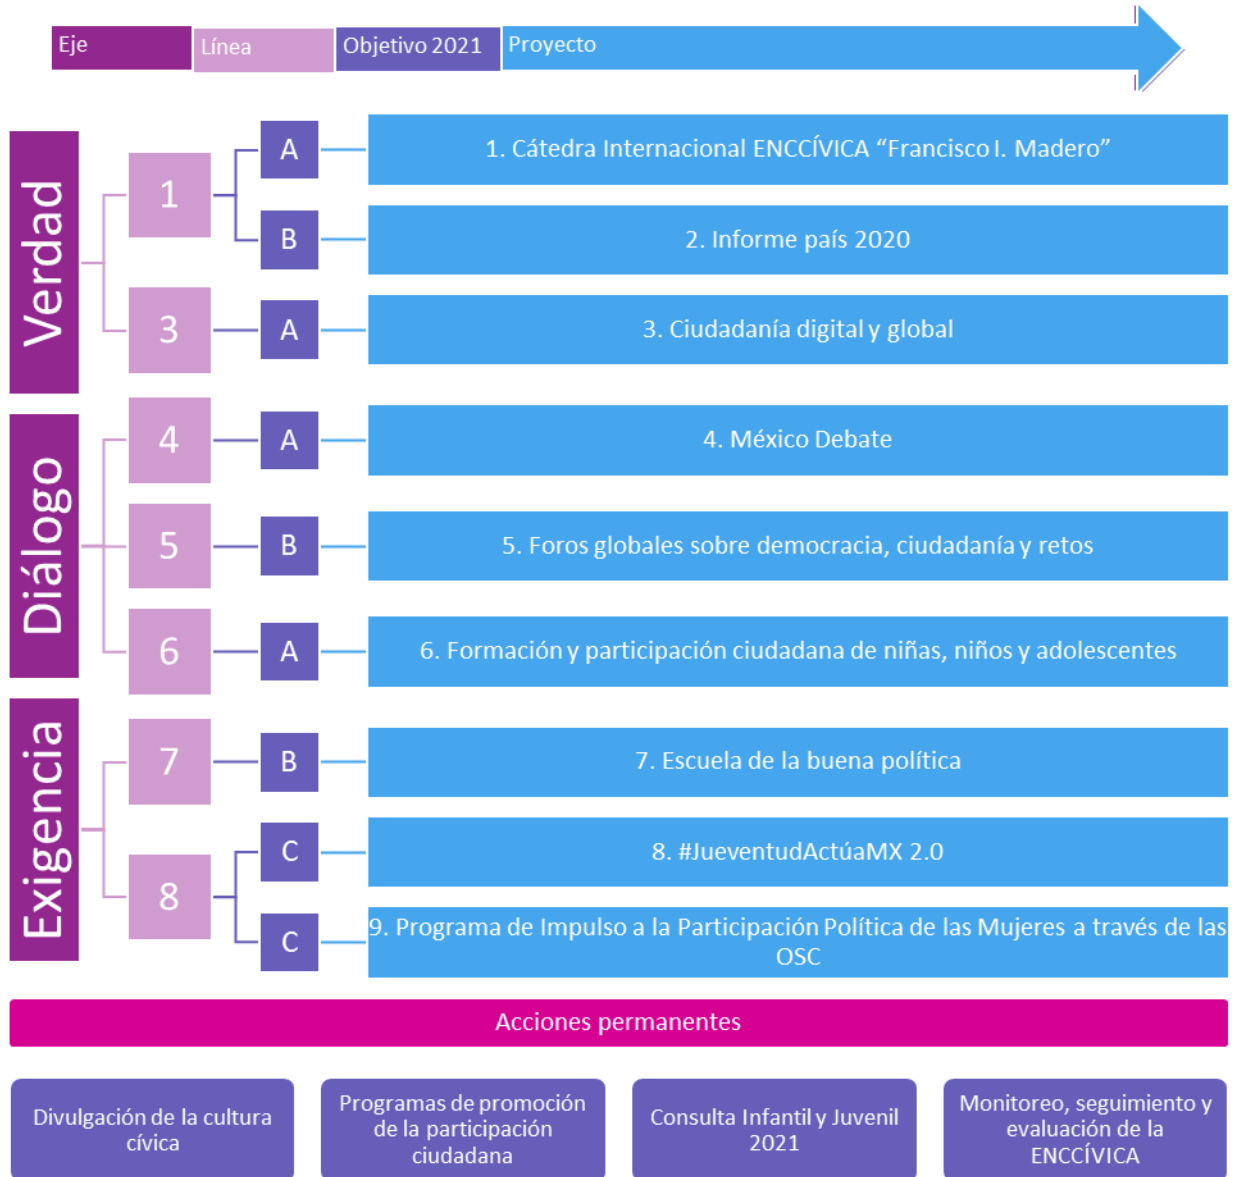 Eje
Línea
Objetivo 2021
Proyecto
Verdad
1
A
1. Cátedra Internacional ENCCÍVICA “Francisco I. Madero”
B
2. Informe país 2020
3
A
3. Ciudadanía digital y global
Diálogo
4
A
4. México Debate
5
B
5. Foros globales sobre democracia, ciudadanía y retos
6
A
6. Formación y participación ciudadana de niñas, niños y adolescentes
Exigencia
7
B
7. Escuela de la buena política
8
C
8. #JueventudActúaMX 2.0
C
9. Programa de Impulso a la Participación Política de las Mujeres a través de las
OSC
Acciones permanentes
Divulgación de la cultura
cívica
Programas de promoción
de la participación
ciudadana
Consulta Infantil y Juvenil
2021
Monitoreo, seguimiento y
evaluación de la
ENCCÍVICA